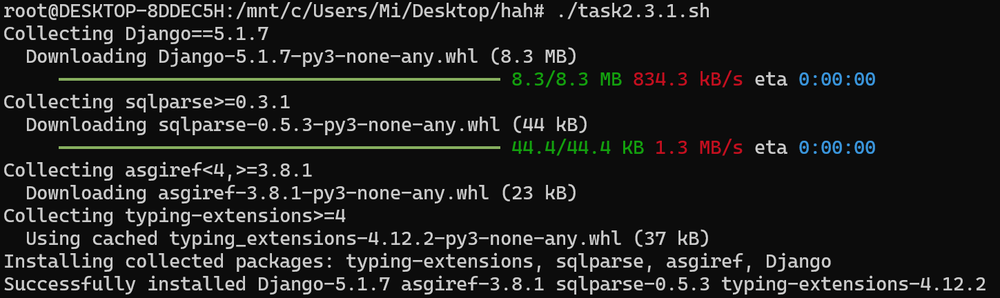 root@DESKTOP-8DDEC5H:/mnt/c/Users/Mi/Desktop/hah# ./task2.3.1.sh
Collecting Django==5.1.7
  Downloading Django-5.1.7-py3-none-any.whl (8.3 MB)
     8.3/8.3 MB 834.3 kB/s eta 0:00:00
Collecting sqlparse>=0.3.1
  Downloading sqlparse-0.5.3-py3-none-any.whl (44 kB)
     44.4/44.4 KB 1.3 MB/s eta 0:00:00
Collecting asgiref<4,>=3.8.1
  Downloading asgiref-3.8.1-py3-none-any.whl (23 kB)
Collecting typing-extensions>=4
  Using cached typing_extensions-4.12.2-py3-none-any.whl (37 kB)
Installing collected packages: typing-extensions, sqlparse, asgiref, Django
Successfully installed Django-5.1.7 asgiref-3.8.1 sqlparse-0.5.3 typing-extensions-4.12.2